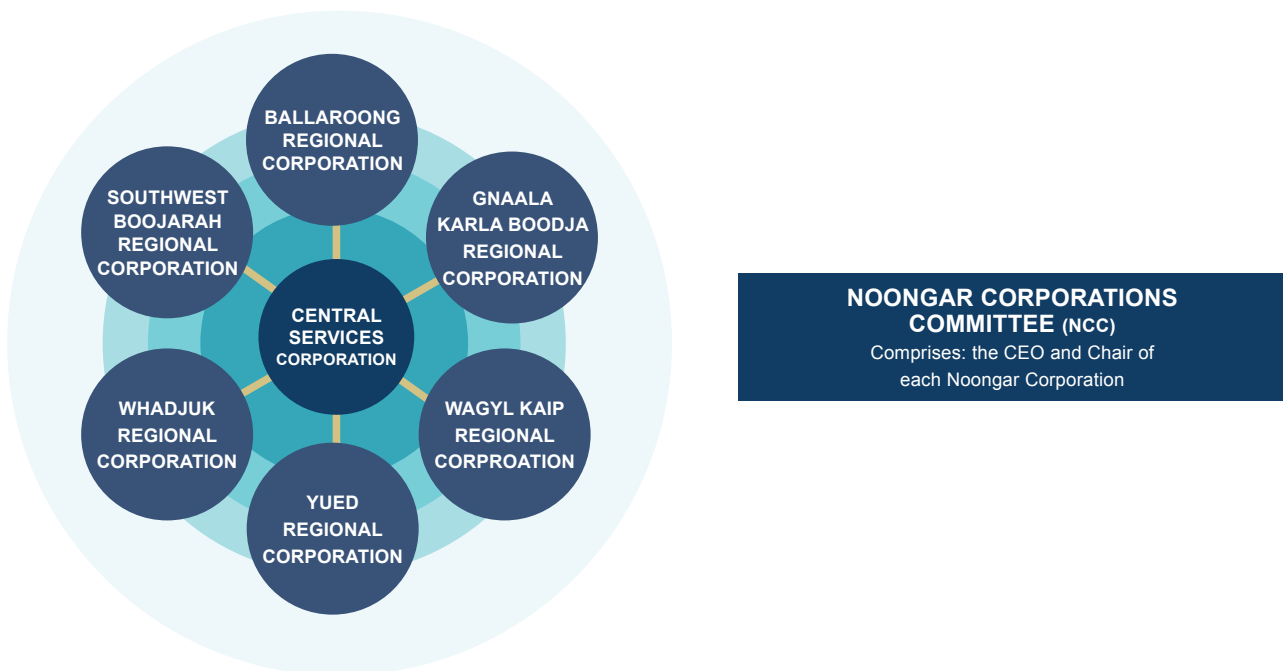 BALLAROONG
REGIONAL
CORPORATION
SOUTHWEST
BOOJARAH
REGIONAL
CORPORATION
GNAALA
KARLA BOODJA
REGIONAL
CORPORATION
CENTRAL
SERVICES
CORPORATION
WHADJUK
REGIONAL
CORPORATION
WAGYL KAIP
REGIONAL
CORPROATION
YUED
REGIONAL
CORPORATION
NOONGAR CORPORATIONS
COMMITTEE (NCC)
Comprises: the CEO and Chair of
each Noongar Corporation